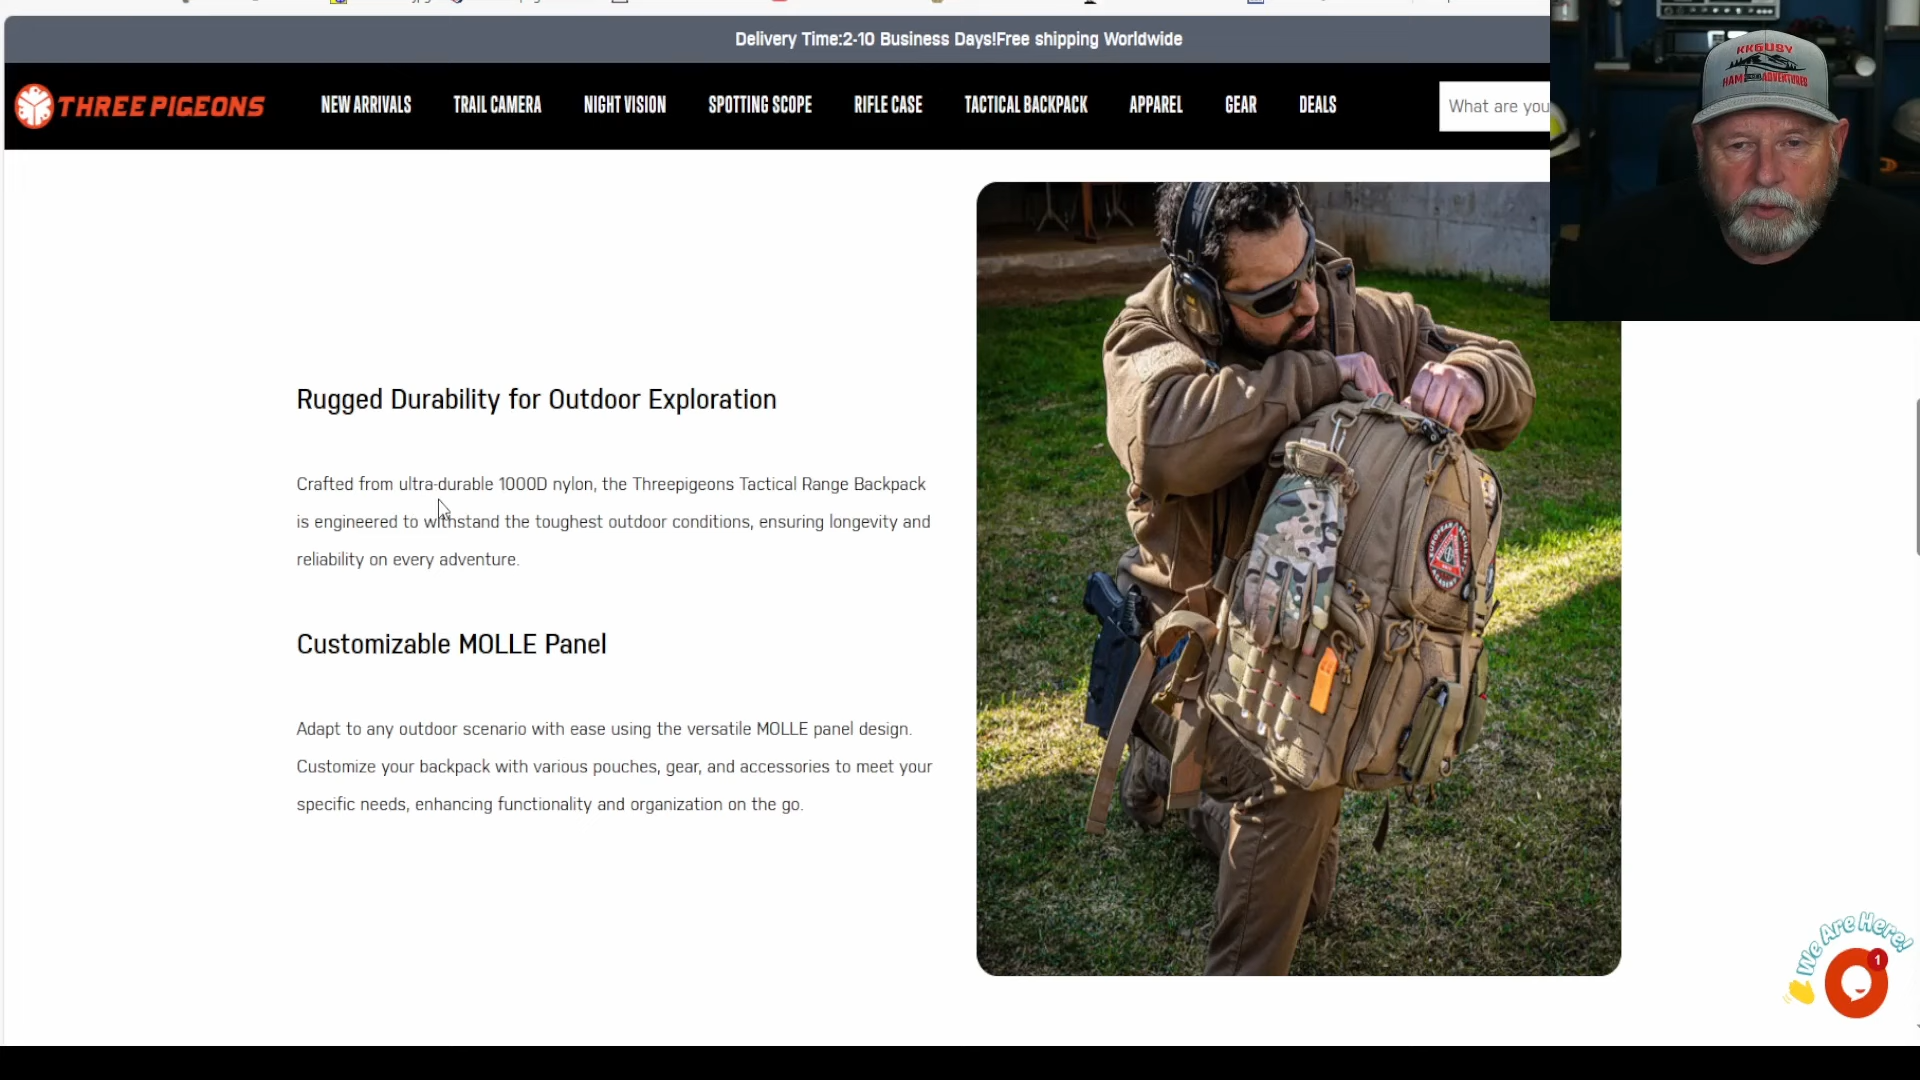 Delivery Time:2-10 Business Days!Free shipping Worldwide
THREE PIGEONS
NEW ARRIVALS
TRAIL CAMERA
NIGHT VISION
SPOTTING SCOPE
RIFLE CASE
TACTICAL BACKPACK
APPAREL
GEAR
DEALS
What are you
KK6USY
HAM RADIO ADVENTURES
Rugged Durability for Outdoor Exploration
Crafted from ultra-durable 1000D nylon, the Threepigeons Tactical Range Backpack
is engineered to withstand the toughest outdoor conditions, ensuring longevity and
reliability on every adventure.
EUROPEAN SECURITY
ACADEMY
Customizable MOLLE Panel
Adapt to any outdoor scenario with ease using the versatile MOLLE panel design.
Customize your backpack with various pouches, gear, and accessories to meet your
specific needs, enhancing functionality and organization on the go.
We Are Here!
1